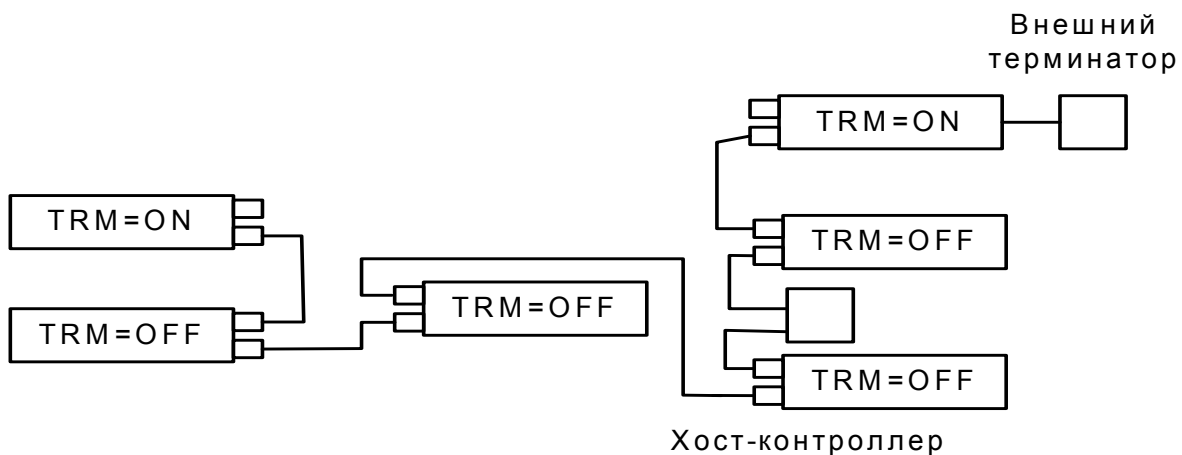 Внешний
терминатор
TRM=ON
TRM=ON
TRM=OFF
TRM=OFF
TRM=OFF
TRM=OFF
Хост-контроллер